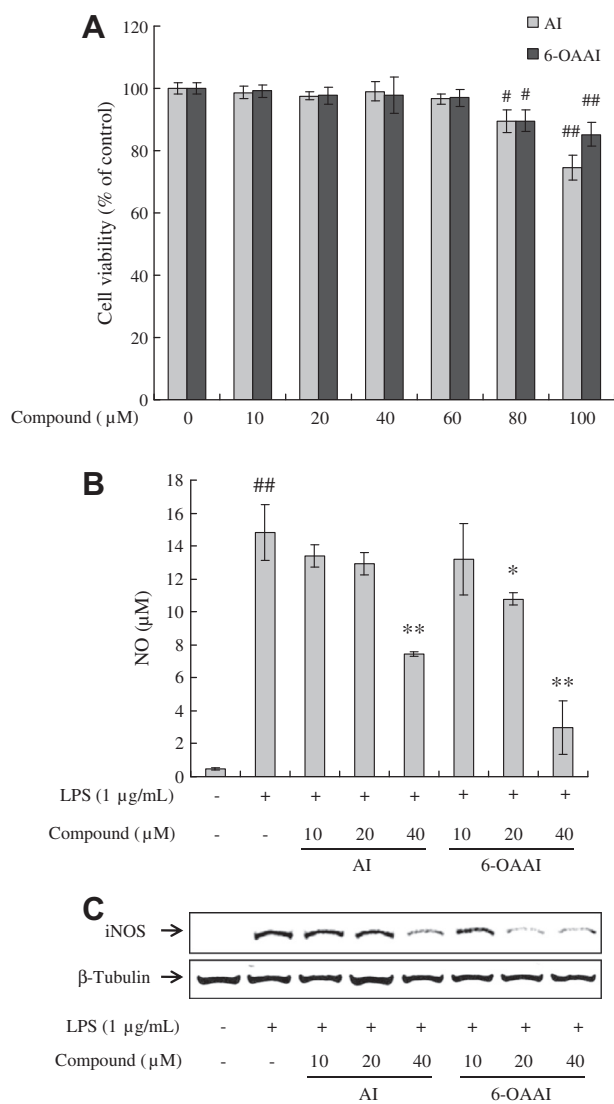 A
AI
6-OAAI
Cell viability (% of control)
120
100
80
60
40
20
0
# # ## ##
Compound ( µM) 0 10 20 40 60 80 100
B
NO (µM)
18
16
14
12
10
8
6
4
2
0
## ** * **
LPS (1 µg/mL) - + + + + + + +
Compound (µM) - - 10 20 40 10 20 40
AI 6-OAAI
C
iNOS
β-Tubulin
LPS (1 µg/mL) - + + + + + + +
Compound (µM) - - 10 20 40 10 20 40
AI 6-OAAI